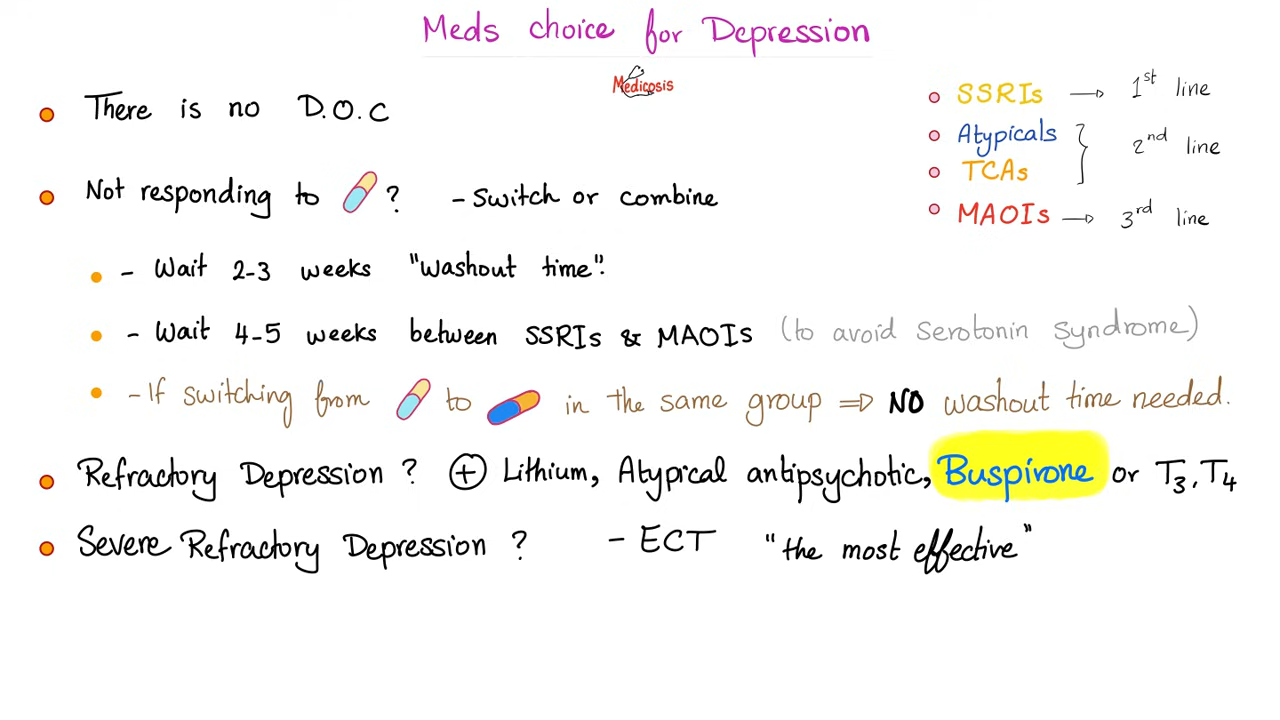 Meds choice for Depression
Medicosis
There is no D.O.C
Not responding to ? - Switch or combine
- Wait 2-3 weeks "washout time".
- Wait 4-5 weeks between SSRIs & MAOIs (to avoid Serotonin Syndrome)
- If switching from to in the same group ⇒ NO washout time needed.
Refractory Depression ? ⊕ Lithium, Atypical antipsychotic, Buspirone or T3, T4
Severe Refractory Depression ? - ECT "the most effective"
SSRIs → 1st line
Atypicals
TCAs } 2nd line
MAOIs → 3rd line